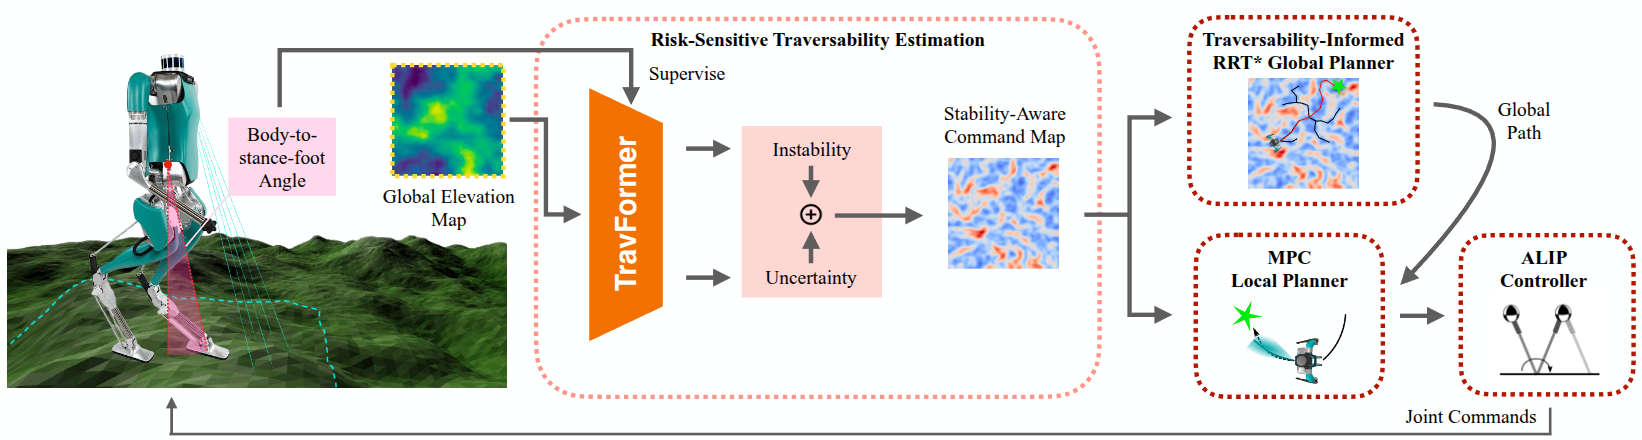 Body-to-
stance-foot
Angle
Global Elevation
Map
Risk-Sensitive Traversability Estimation
Supervise
TravFormer
Instability
Uncertainty
Stability-Aware
Command Map
Traversability-Informed
RRT* Global Planner
Global
Path
MPC
Local Planner
ALIP
Controller
Joint Commands